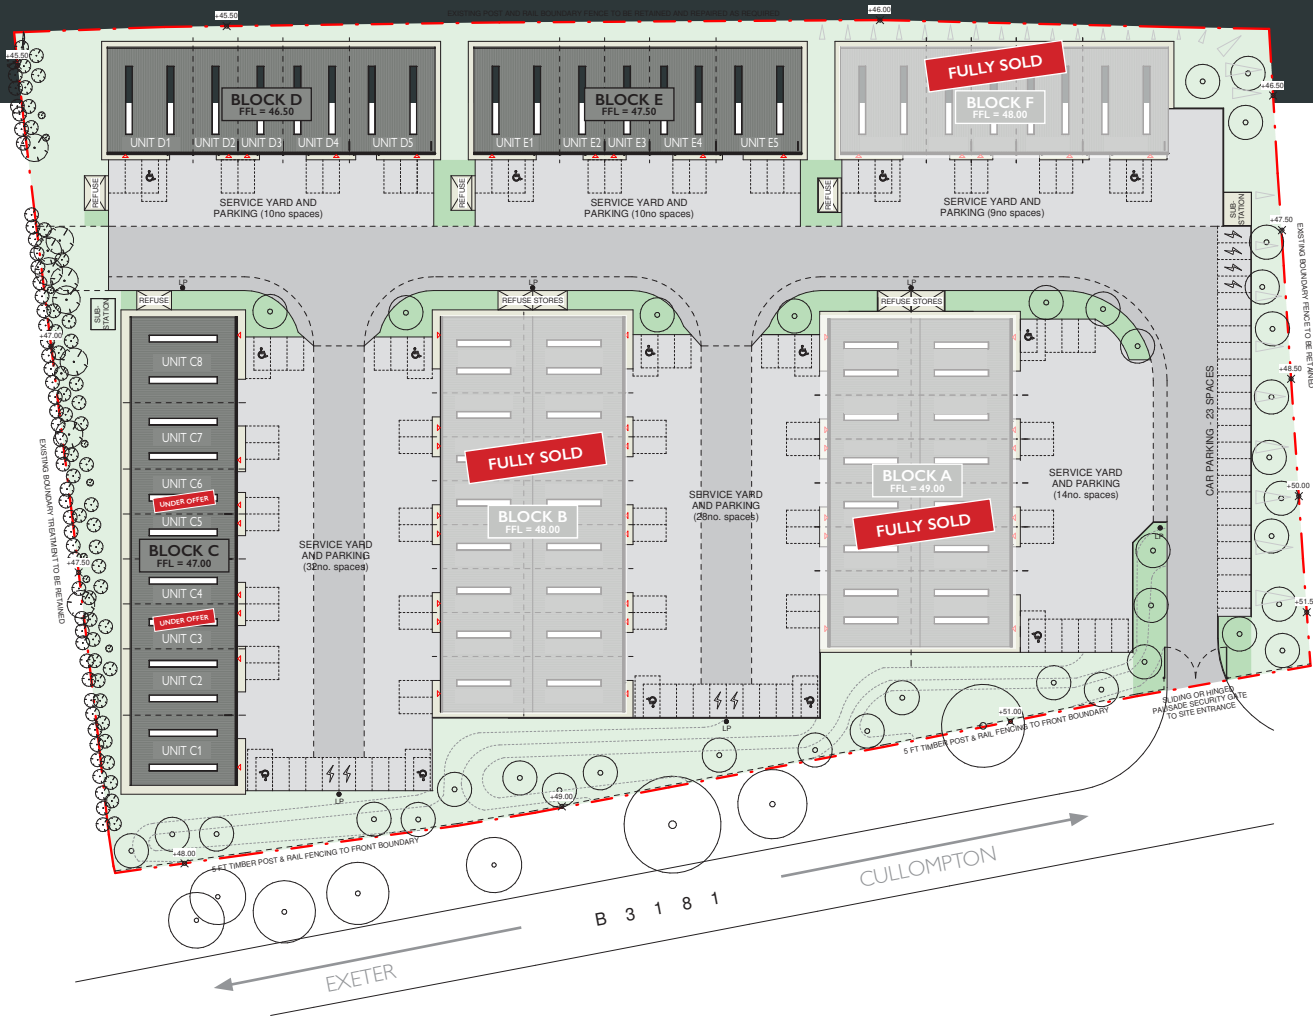 EXISTING POST AND RAIL BOUNDARY FENCE TO BE RETAINED AND REPAIRED AS REQUIRED
+45.50
+46.00
+45.50
+46.50
FULLY SOLD
BLOCK D
FFL = 46.50
BLOCK E
FFL = 47.50
BLOCK F
FFL = 48.00
UNIT D1
UNIT D2
UNIT D3
UNIT D4
UNIT D5
UNIT E1
UNIT E2
UNIT E3
UNIT E4
UNIT E5
REFUSE
REFUSE
REFUSE
SERVICE YARD AND
PARKING (10no spaces)
SERVICE YARD AND
PARKING (10no spaces)
SERVICE YARD AND
PARKING (9no spaces)
SUB-
STATION
+47.50
EXISTING BOUNDARY FENCE TO BE RETAINED
LP
LP
LP
REFUSE
REFUSE STORES
REFUSE STORES
SUB-
STATION
+47.00
UNIT C8
UNIT C7
UNIT C6
UNDER OFFER
UNIT C5
BLOCK C
FFL = 47.00
UNIT C4
UNDER OFFER
UNIT C3
UNIT C2
UNIT C1
EXISTING BOUNDARY TREATMENT TO BE RETAINED
+47.50
SERVICE YARD
AND PARKING
(32no. spaces)
FULLY SOLD
BLOCK B
FFL = 48.00
SERVICE YARD
AND PARKING
(28no. spaces)
BLOCK A
FFL = 49.00
FULLY SOLD
SERVICE YARD
AND PARKING
(14no. spaces)
CAR PARKING - 23 SPACES
+48.50
+50.00
+51.5
LP
SLIDING OR HINGED
PALISADE SECURITY GATE
TO SITE ENTRANCE
+51.00
5 FT TIMBER POST & RAIL FENCING TO FRONT BOUNDARY
LP
LP
+49.00
+48.00
5 FT TIMBER POST & RAIL FENCING TO FRONT BOUNDARY
CULLOMPTON
B 3 1 8 1
EXETER